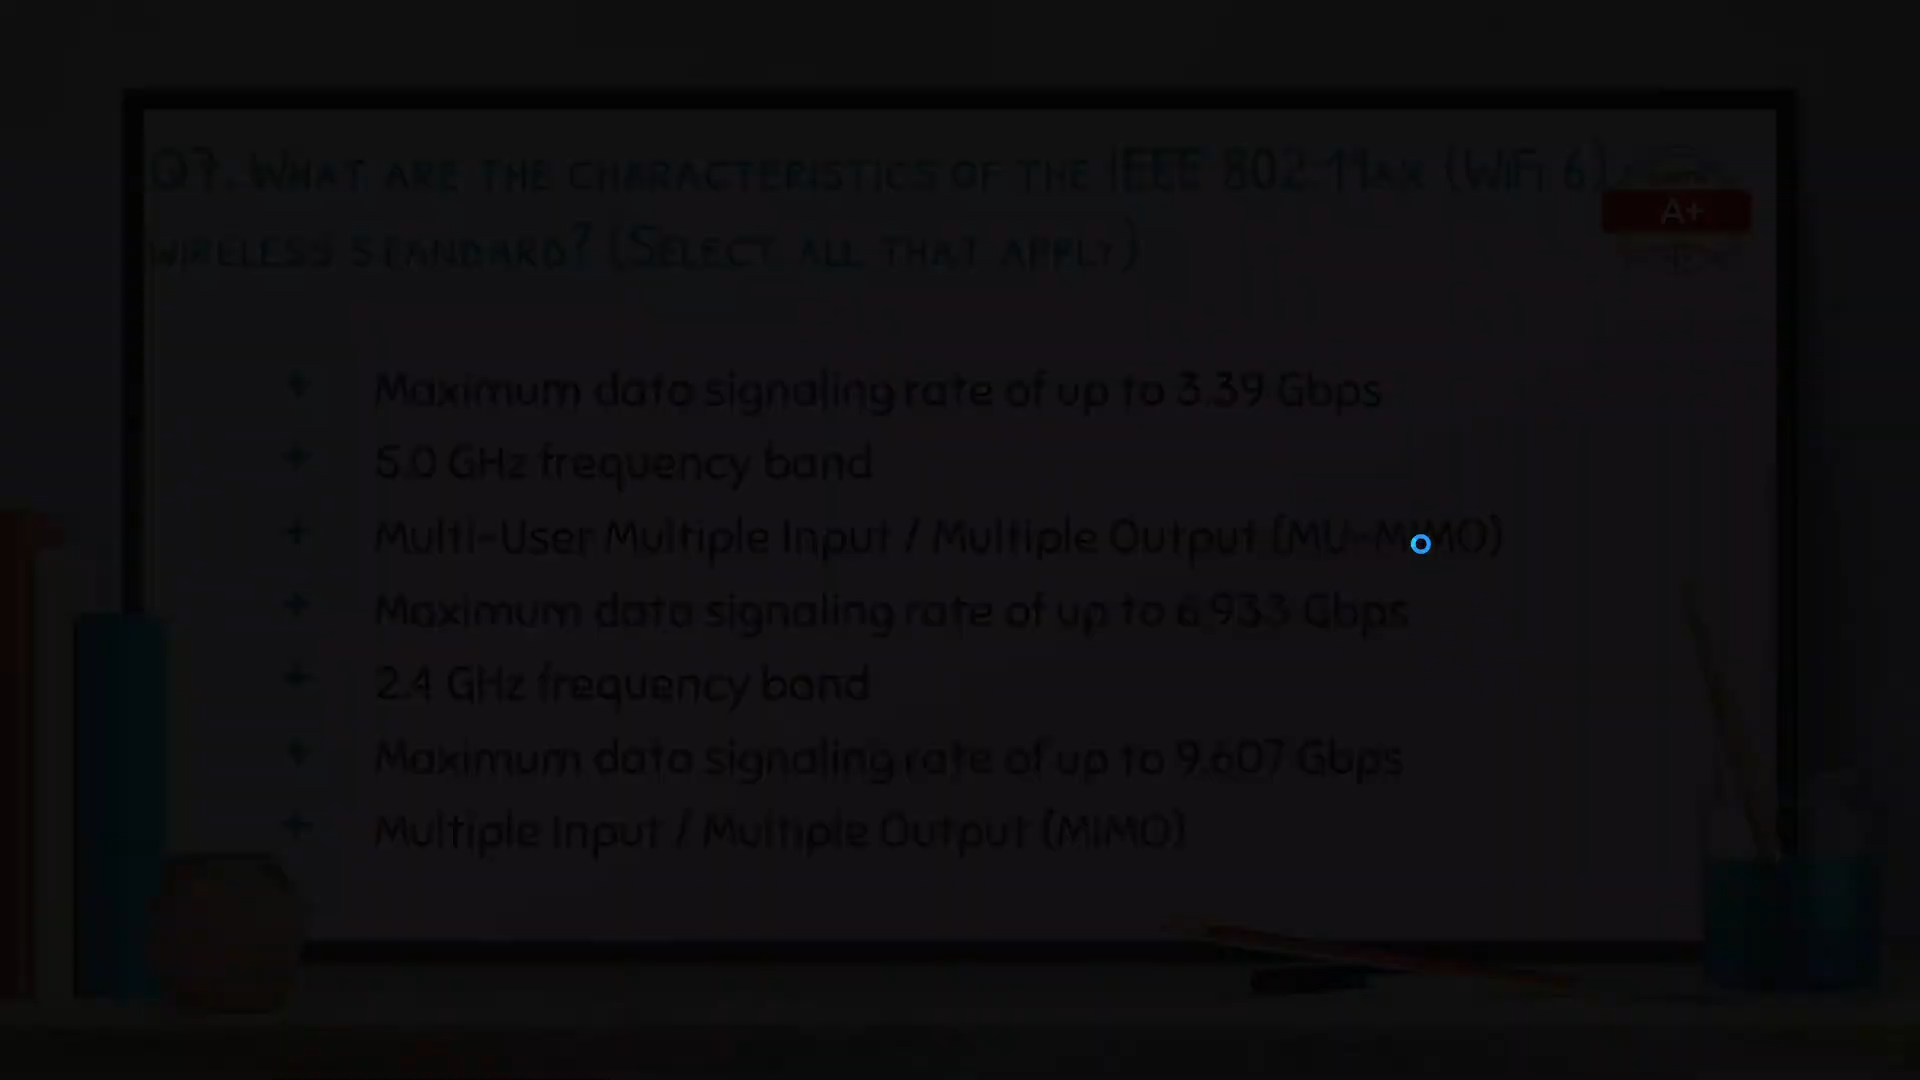 Q7. What are the characteristics of the IEEE 802.11ax (WiFi 6)
A+
wireless standard? (Select all that apply)
Maximum data signaling rate of up to 3.39 Gbps
5.0 GHz frequency band
Multi-User Multiple Input / Multiple Output (MU-MIMO)
Maximum data signaling rate of up to 6.933 Gbps
2.4 GHz frequency band
Maximum data signaling rate of up to 9.607 Gbps
Multiple Input / Multiple Output (MIMO)